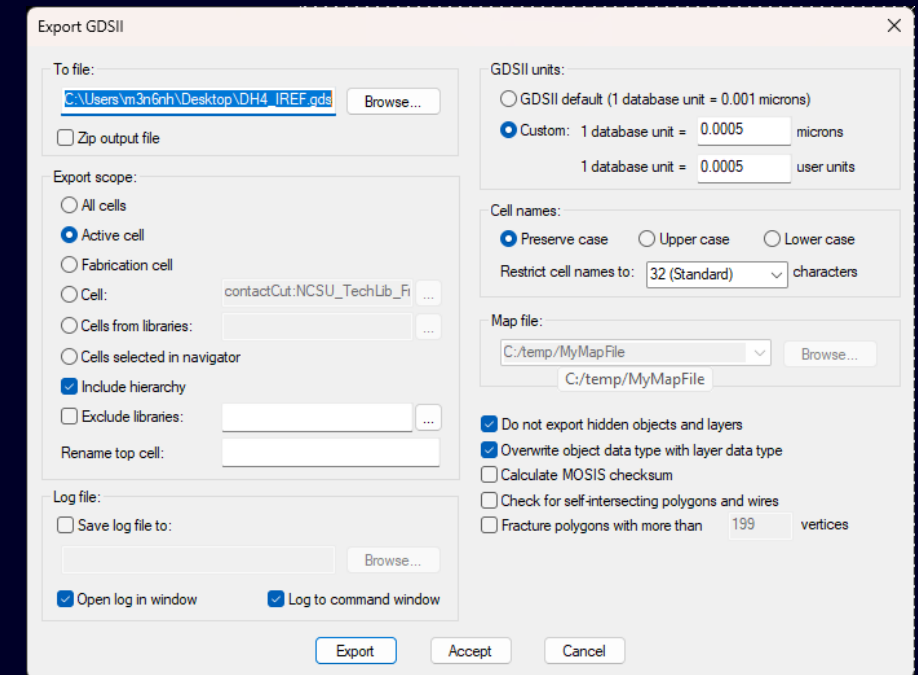 Export GDSII
To file:
C:\Users\m3n6nh\Desktop\DH4_IREF.gds
Browse...
Zip output file
Export scope:
All cells
Active cell
Fabrication cell
Cell:
contactCut:NCSU_TechLib_F
...
Cells from libraries:
...
Cells selected in navigator
Include hierarchy
Exclude libraries:
...
Rename top cell:
Log file:
Save log file to:
Browse...
Open log in window
Log to command window
GDSII units:
GDSII default (1 database unit = 0.001 microns)
Custom: 1 database unit = 0.0005 microns
1 database unit = 0.0005 user units
Cell names:
Preserve case Upper case Lower case
Restrict cell names to: 32 (Standard) characters
Map file:
C:/temp/MyMapFile
Browse...
C:/temp/MyMapFile
Do not export hidden objects and layers
Overwrite object data type with layer data type
Calculate MOSIS checksum
Check for self-intersecting polygons and wires
Fracture polygons with more than 199 vertices
Export Accept Cancel